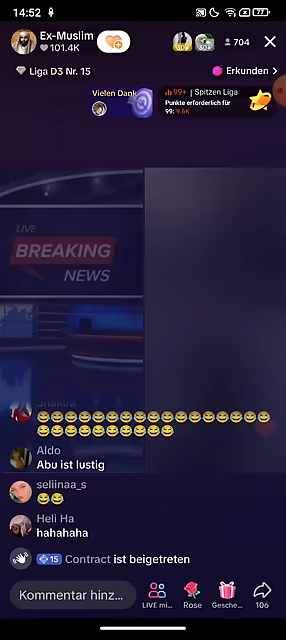 14:52
77
Ex-Muslim
101.4K
704
Liga D3 Nr. 15
Erkunden >
Vielen Dank
99+ | Spitzen Liga
Punkte erforderlich für
99: 9.6K
LIVE
BREAKING
NEWS
Shakira
😂😂😂😂😂😂😂😂😂😂😂😂😂😂😂😂😂
😂😂😂😂😂😂😂😂😂😂
Aldo
Abu ist lustig
seliinaa_s
😂😂
Heli Ha
hahahaha
15 Contract ist beigetreten
Kommentar hinz...
LIVE mi...
Rose
Gesche...
106